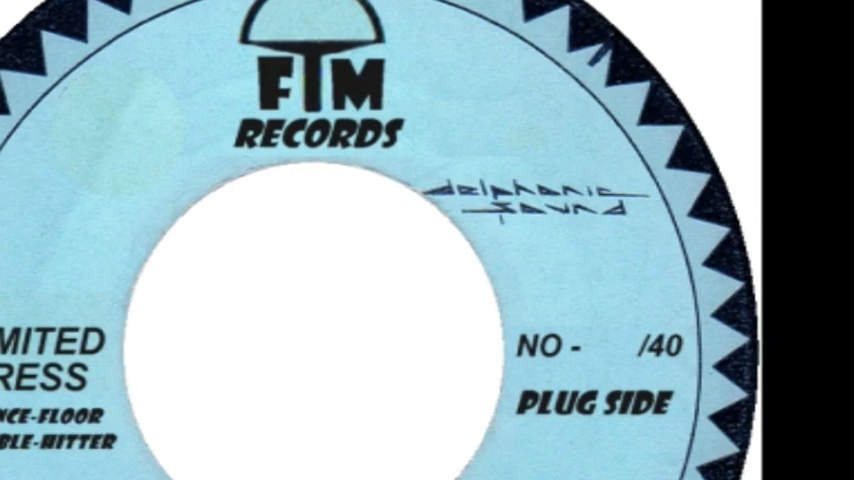 FTM
RECORDS
delphonic
sound
MITED
RESS
NO - /40
PLUG SIDE
NCE-FLOOR
BLE-HITTER